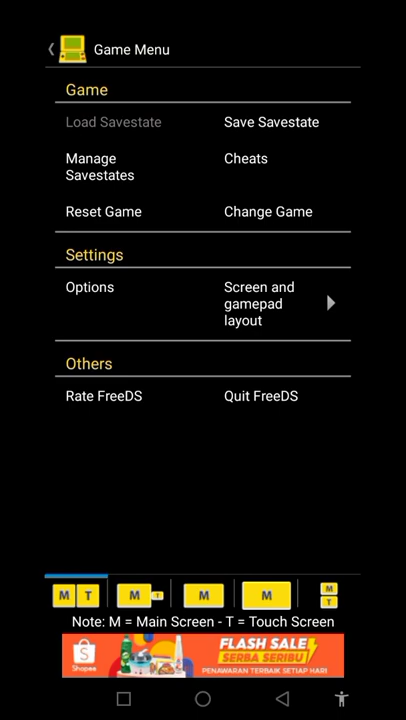 Game Menu
Game
Load Savestate
Save Savestate
Manage
Savestates
Cheats
Reset Game
Change Game
Settings
Options
Screen and
gamepad
layout
Others
Rate FreeDS
Quit FreeDS
M T
M T
M
M
M
T
Note: M = Main Screen - T = Touch Screen
Shopee
FLASH SALE
SERBA SERIBU
PENAWARAN TERBAIK SETIAP HARI